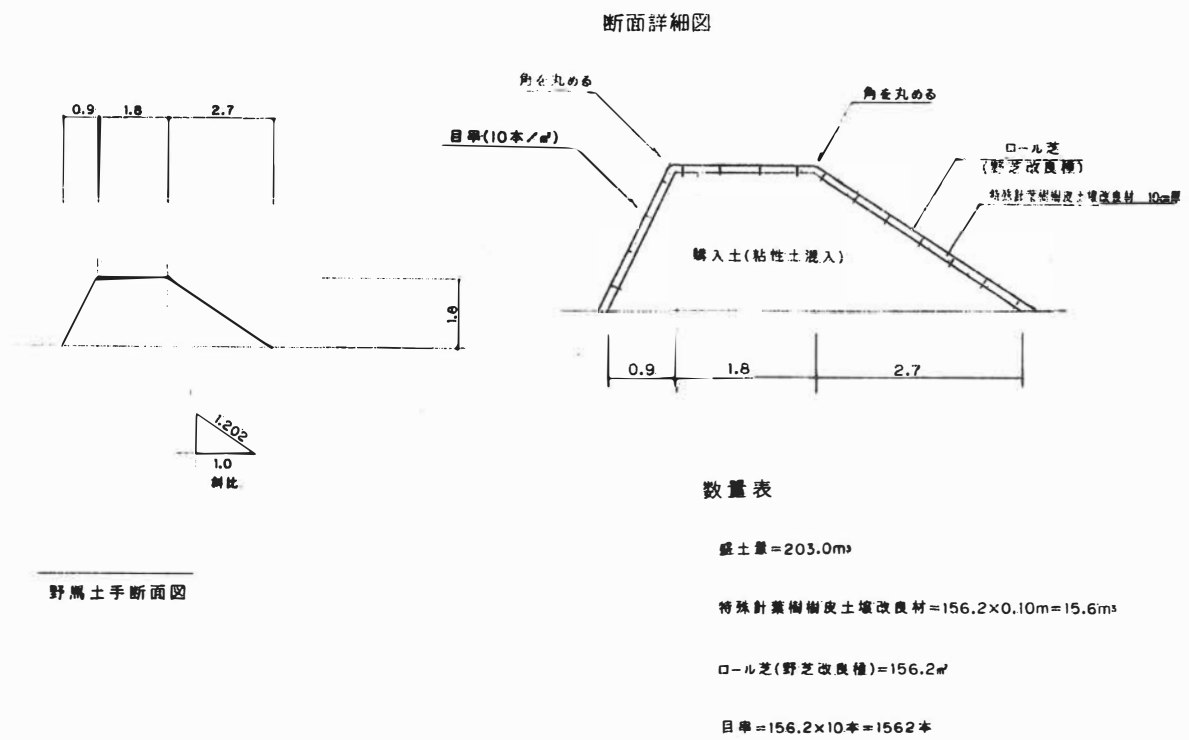 断面詳細図
0.9 1.8 2.7
1.8
1.202
1.0
斜比
野馬土手断面図
角を丸める
角を丸める
目串(10本/㎡)
ロール芝
(野芝改良種)
特殊針葉樹樹皮土壌改良材 10cm厚
購入土(粘性土混入)
0.9 1.8 2.7
数量表
盛土量=203.0m³
特殊針葉樹樹皮土壌改良材=156.2×0.10m=15.6m³
ロール芝(野芝改良種)=156.2㎡
目串=156.2×10本=1562本